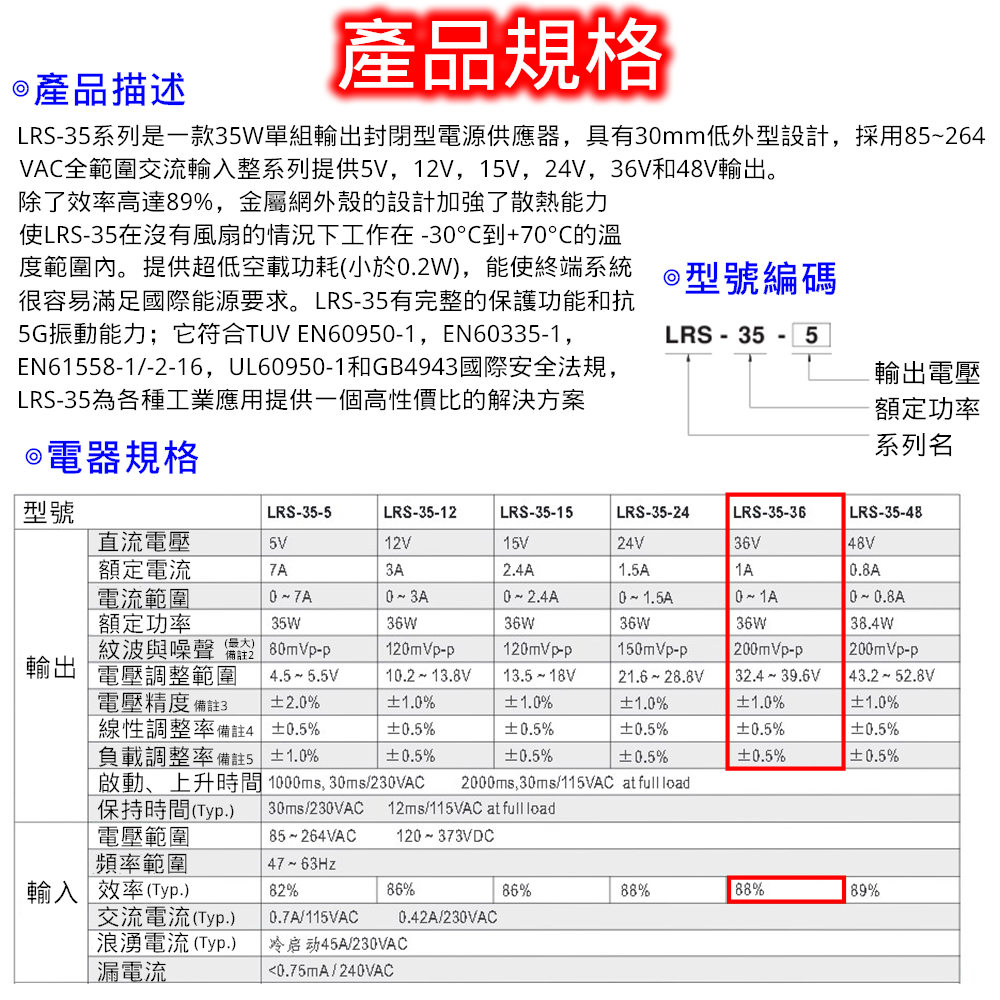 產品規格
◎產品描述
LRS-35系列是一款35W單組輸出封閉型電源供應器，具有30mm低外型設計，採用85~264
VAC全範圍交流輸入整系列提供5V，12V，15V，24V，36V和48V輸出。
除了效率高達89%，金屬網外殼的設計加強了散熱能力
使LRS-35在沒有風扇的情況下工作在 -30°C到+70°C的溫
度範圍內。提供超低空載功耗(小於0.2W)，能使終端系統
很容易滿足國際能源要求。LRS-35有完整的保護功能和抗
5G振動能力；它符合TUV EN60950-1，EN60335-1，
EN61558-1/-2-16，UL60950-1和GB4943國際安全法規，
LRS-35為各種工業應用提供一個高性價比的解決方案
◎型號編碼
LRS - 35 - 5
輸出電壓
額定功率
系列名
◎電器規格
型號 LRS-35-5 LRS-35-12 LRS-35-15 LRS-35-24 LRS-35-36 LRS-35-48
輸出
直流電壓 5V 12V 15V 24V 36V 48V
額定電流 7A 3A 2.4A 1.5A 1A 0.8A
電流範圍 0~7A 0~3A 0~2.4A 0~1.5A 0~1A 0~0.8A
額定功率 35W 36W 36W 36W 36W 38.4W
紋波與噪聲 (最大) 備註2 80mVp-p 120mVp-p 120mVp-p 150mVp-p 200mVp-p 200mVp-p
電壓調整範圍 4.5~5.5V 10.2~13.8V 13.5~18V 21.6~28.8V 32.4~39.6V 43.2~52.8V
電壓精度 備註3 ±2.0% ±1.0% ±1.0% ±1.0% ±1.0% ±1.0%
線性調整率 備註4 ±0.5% ±0.5% ±0.5% ±0.5% ±0.5% ±0.5%
負載調整率 備註5 ±1.0% ±0.5% ±0.5% ±0.5% ±0.5% ±0.5%
啟動、上升時間 1000ms, 30ms/230VAC 2000ms,30ms/115VAC at full load
保持時間(Typ.) 30ms/230VAC 12ms/115VAC at full load
輸入
電壓範圍 85~264VAC 120~373VDC
頻率範圍 47~63Hz
效率(Typ.) 82% 86% 86% 88% 88% 89%
交流電流(Typ.) 0.7A/115VAC 0.42A/230VAC
浪湧電流(Typ.) 冷启动45A/230VAC
漏電流 <0.75mA / 240VAC